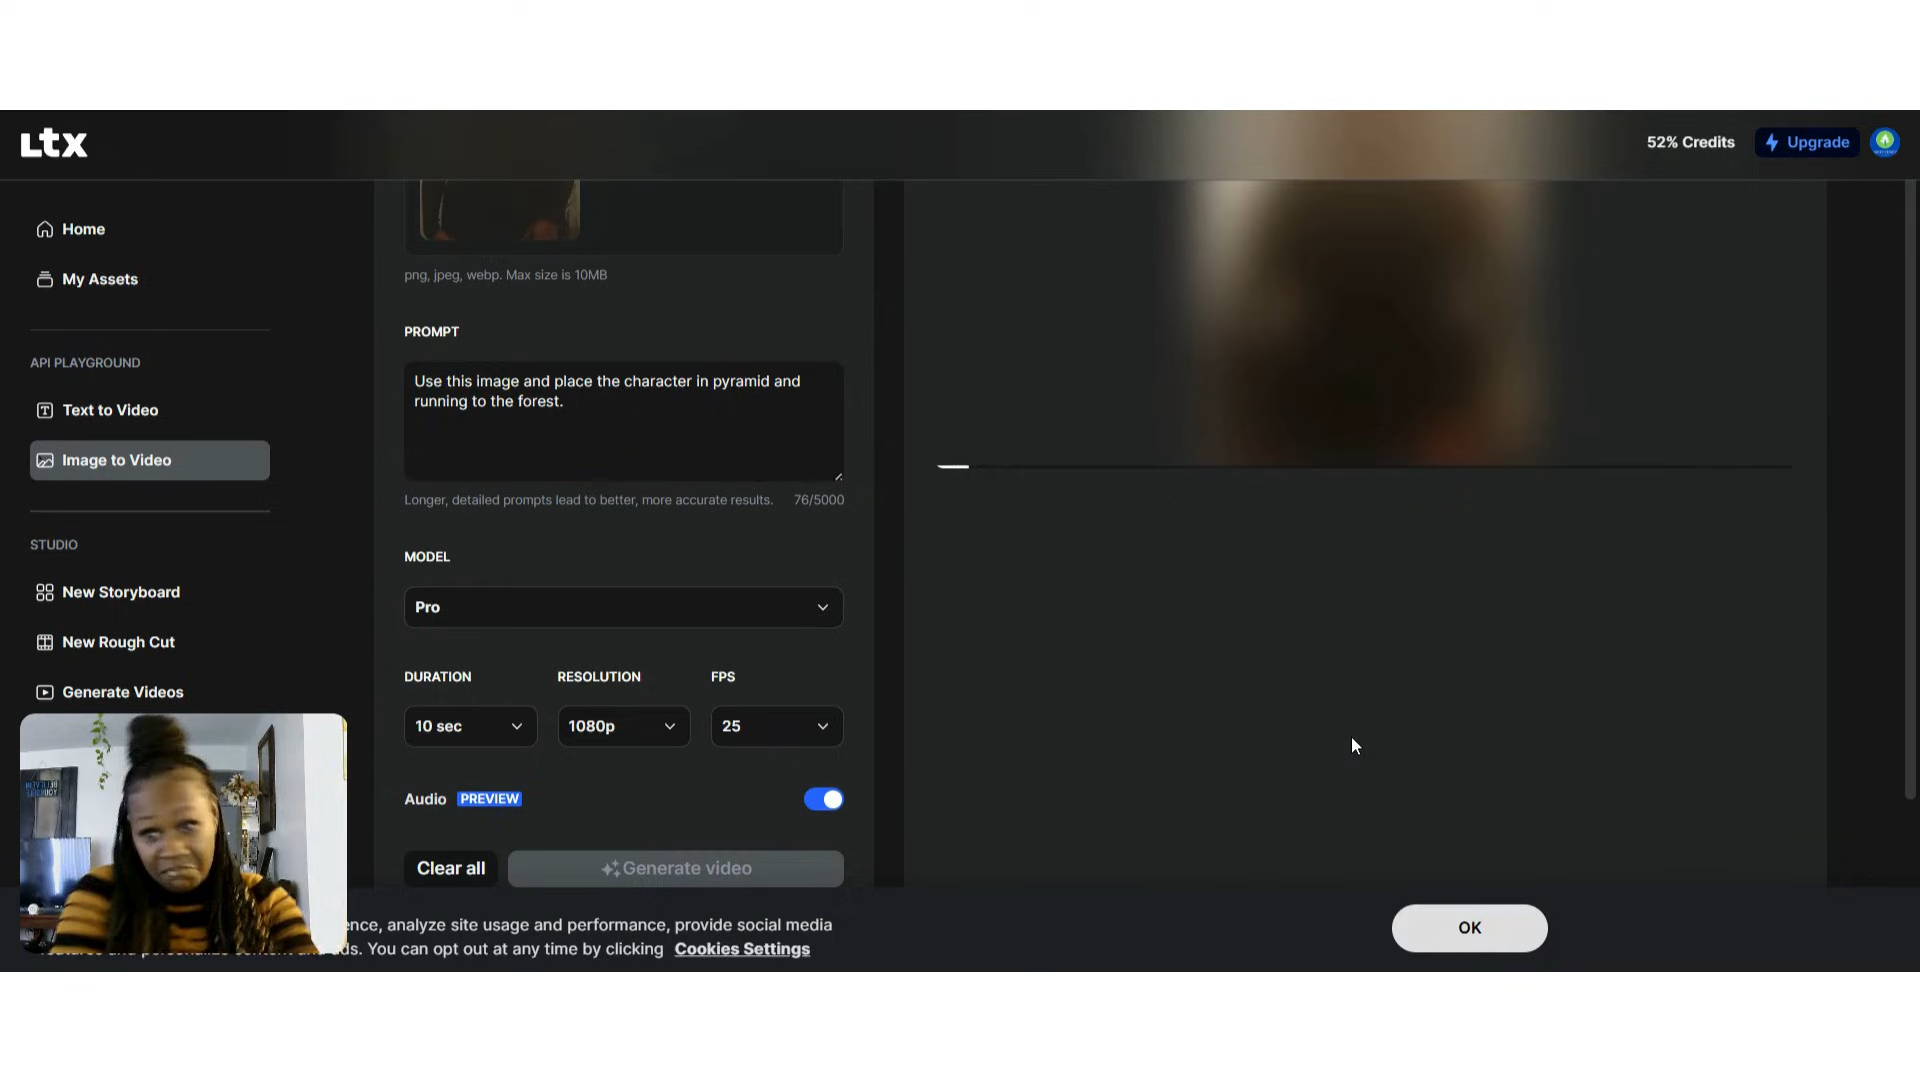 Ltx
52% Credits
Upgrade
Home
My Assets
API PLAYGROUND
Text to Video
Image to Video
STUDIO
New Storyboard
New Rough Cut
Generate Videos
png, jpeg, webp. Max size is 10MB
PROMPT
Use this image and place the character in pyramid and
running to the forest.
Longer, detailed prompts lead to better, more accurate results. 76/5000
MODEL
Pro
DURATION RESOLUTION FPS
10 sec 1080p 25
Audio PREVIEW
Clear all Generate video
analyze site usage and performance, provide social media
You can opt out at any time by clicking Cookies Settings
OK